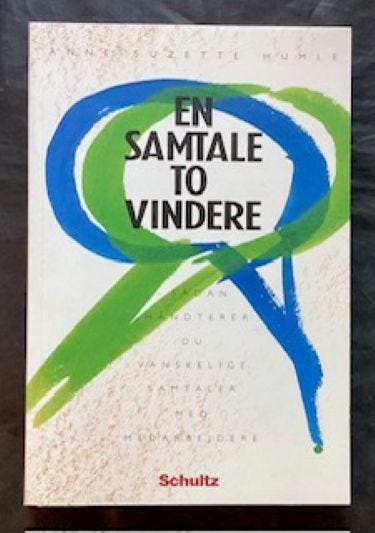 ANNE SUZETTE HUMLE
EN
SAMTALE
TO
VINDERE
SÅDAN
HÅNDTERER
DU
VANSKELIGE
SAMTALER
MED
MEDARBEJDERE
Schultz